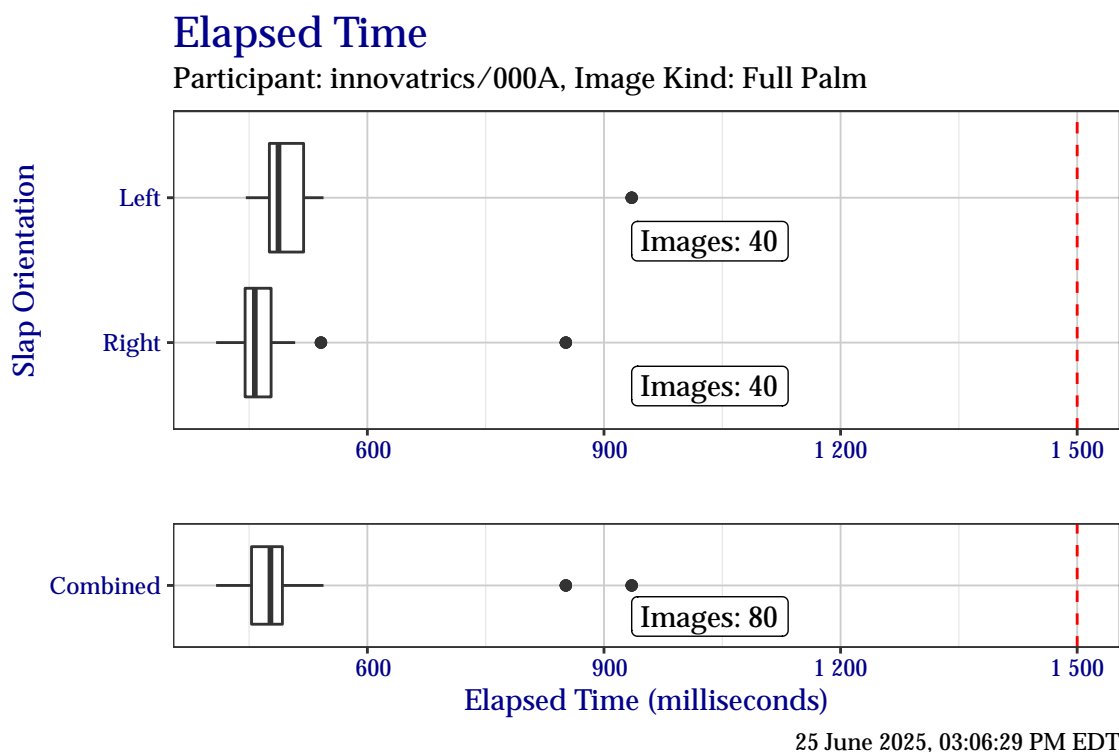 Elapsed Time
Participant: innovatrics/000A, Image Kind: Full Palm
Slap Orientation
Left
Images: 40
Right
Images: 40
600 900 1 200 1 500
Combined
Images: 80
600 900 1 200 1 500
Elapsed Time (milliseconds)
25 June 2025, 03:06:29 PM EDT